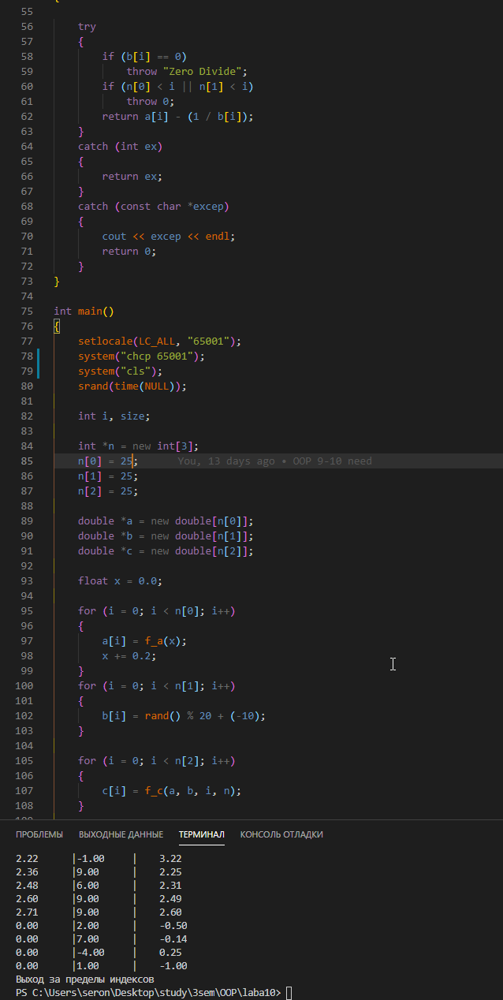 {
55
56 try
57 {
58 if (b[i] == 0)
59 throw "Zero Divide";
60 if (n[0] < i || n[1] < i)
61 throw 0;
62 return a[i] - (1 / b[i]);
63 }
64 catch (int ex)
65 {
66 return ex;
67 }
68 catch (const char *excep)
69 {
70 cout << excep << endl;
71 return 0;
72 }
73 }
74
75 int main()
76 {
77 setlocale(LC_ALL, "65001");
78 system("chcp 65001");
79 system("cls");
80 srand(time(NULL));
81
82 int i, size;
83
84 int *n = new int[3];
85 n[0] = 25; You, 13 days ago • OOP 9-10 need
86 n[1] = 25;
87 n[2] = 25;
88
89 double *a = new double[n[0]];
90 double *b = new double[n[1]];
91 double *c = new double[n[2]];
92
93 float x = 0.0;
94
95 for (i = 0; i < n[0]; i++)
96 {
97 a[i] = f_a(x);
98 x += 0.2;
99 }
100 for (i = 0; i < n[1]; i++)
101 {
102 b[i] = rand() % 20 + (-10);
103 }
104
105 for (i = 0; i < n[2]; i++)
106 {
107 c[i] = f_c(a, b, i, n);
108 }
ПРОБЛЕМЫ ВЫХОДНЫЕ ДАННЫЕ ТЕРМИНАЛ КОНСОЛЬ ОТЛАДКИ
2.22 |-1.00 | 3.22
2.36 |9.00 | 2.25
2.48 |6.00 | 2.31
2.60 |9.00 | 2.49
2.71 |9.00 | 2.60
0.00 |2.00 | -0.50
0.00 |7.00 | -0.14
0.00 |-4.00 | 0.25
0.00 |1.00 | -1.00
Выход за пределы индексов
PS C:\Users\seron\Desktop\study\3sem\OOP\laba10>